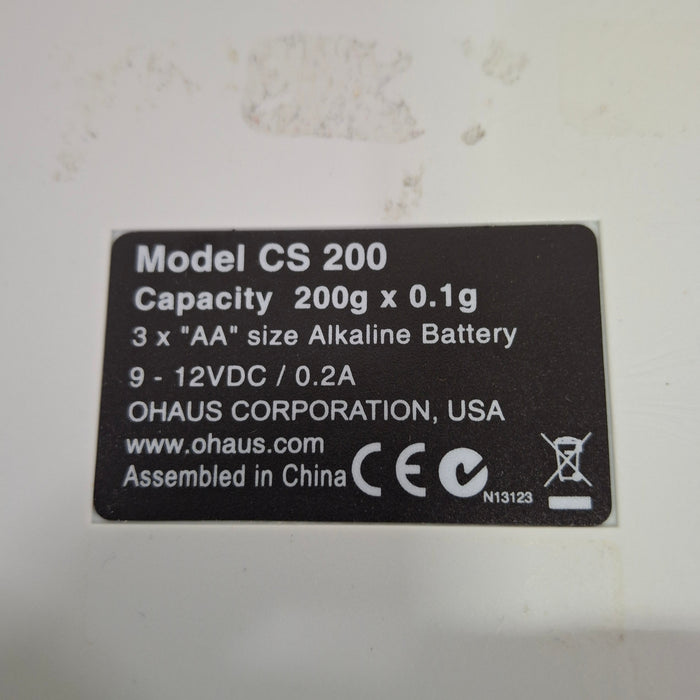 Model CS 200
Capacity 200g x 0.1g
3 x "AA" size Alkaline Battery
9 - 12VDC / 0.2A
OHAUS CORPORATION, USA
www.ohaus.com
Assembled in China CE
N13123